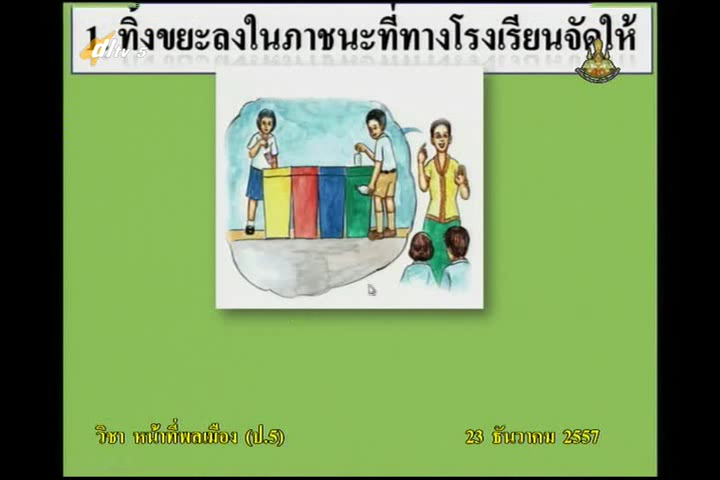 1. ทิ้งขยะลงในภาชนะที่ทางโรงเรียนจัดให้
dltv 5
วิชา หน้าที่พลเมือง (ป.5)
23 ธันวาคม 2557